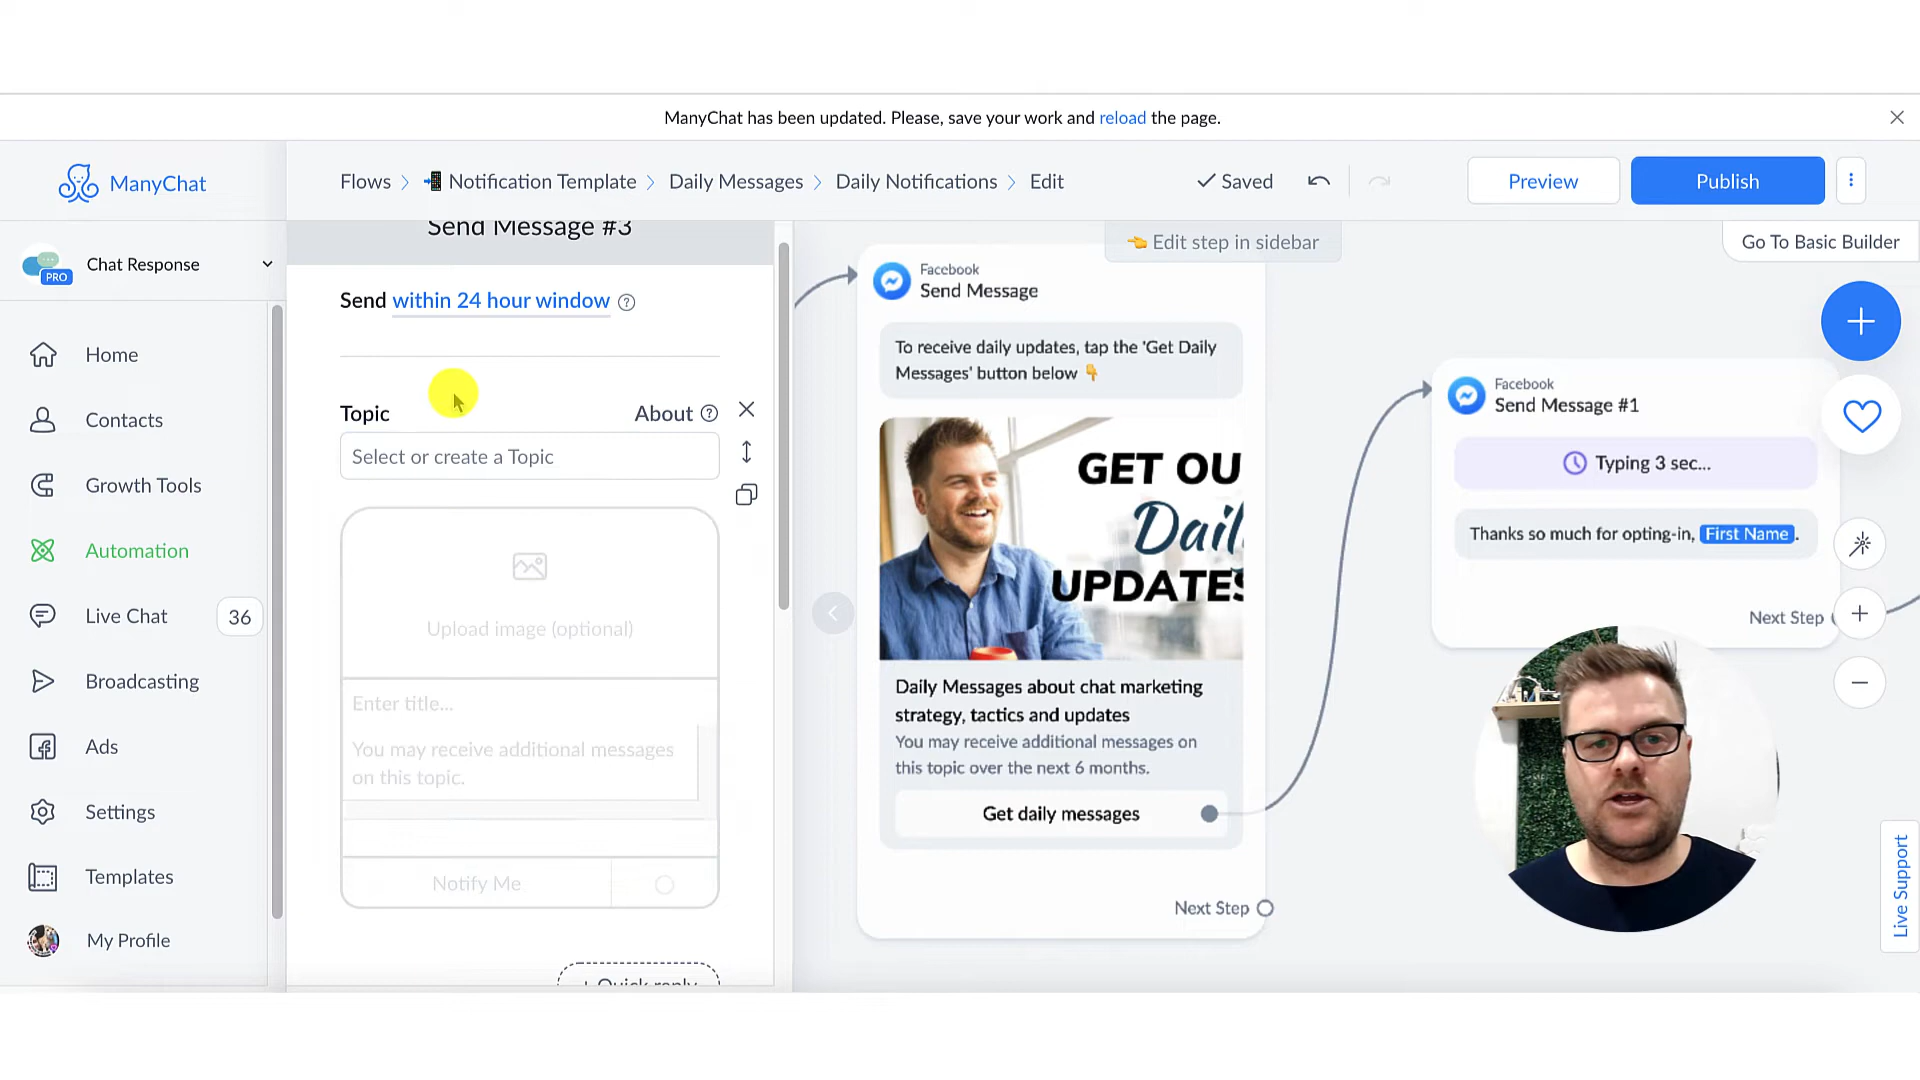 ManyChat has been updated. Please, save your work and reload the page.
ManyChat
Flows
Notification Template
Daily Messages
Daily Notifications
Edit
Saved
Preview
Publish
Chat Response
PRO
Home
Contacts
Growth Tools
Automation
Live Chat
36
Broadcasting
Ads
Settings
Templates
My Profile
Send Message #3
Send within 24 hour window
Topic
About
Select or create a Topic
Upload image (optional)
Enter title...
You may receive additional messages
on this topic.
Notify Me
Quick reply
Edit step in sidebar
Go To Basic Builder
Facebook
Send Message
To receive daily updates, tap the 'Get Daily
Messages' button below
GET OU
Dail
UPDATES
Daily Messages about chat marketing
strategy, tactics and updates
You may receive additional messages on
this topic over the next 6 months.
Get daily messages
Next Step
Facebook
Send Message #1
Typing 3 sec...
Thanks so much for opting-in, First Name.
Next Step
Live Support